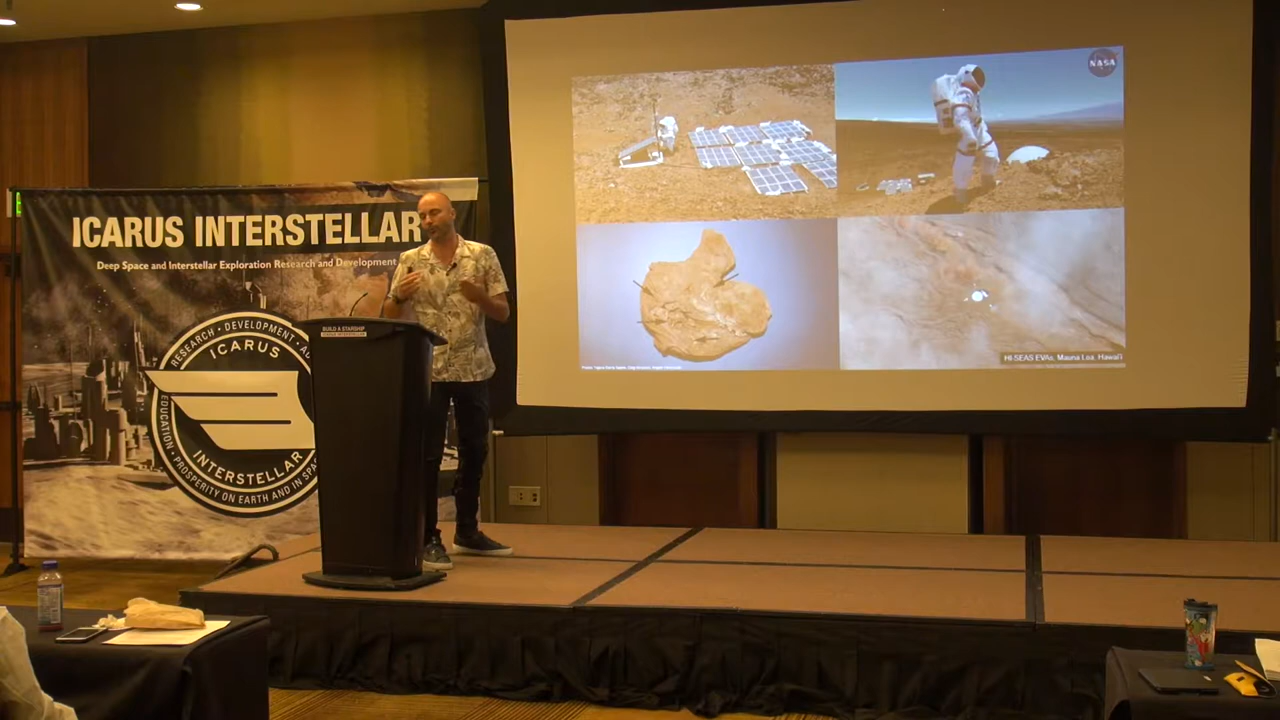 ICARUS INTERSTELLAR
Deep Space and Interstellar Exploration Research and Development
RESEARCH • DEVELOPMENT •
ICARUS
INTERSTELLAR
EDUCATION • PROSPERITY ON EARTH AND IN
BUILD A STARSHIP
NASA
HI-SEAS EVAs, Mauna Loa, Hawai'i